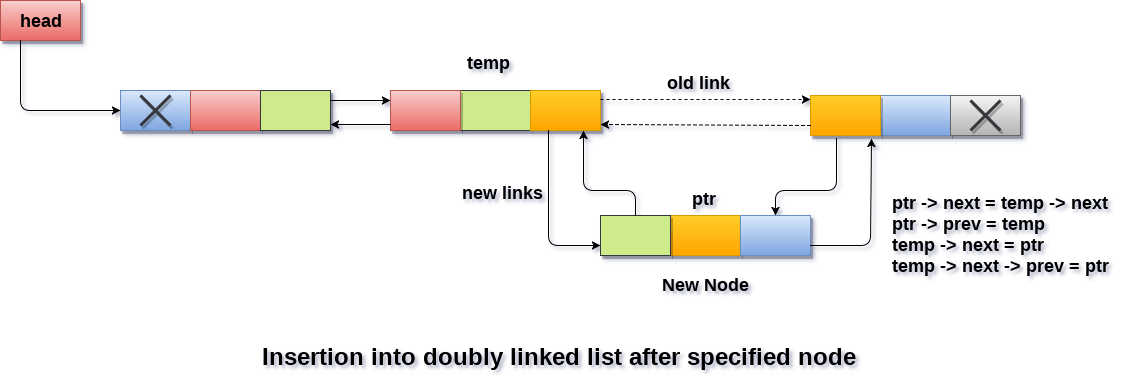 head
temp
old link
new links
ptr
ptr -> next = temp -> next
ptr -> prev = temp
temp -> next = ptr
temp -> next -> prev = ptr
New Node
Insertion into doubly linked list after specified node